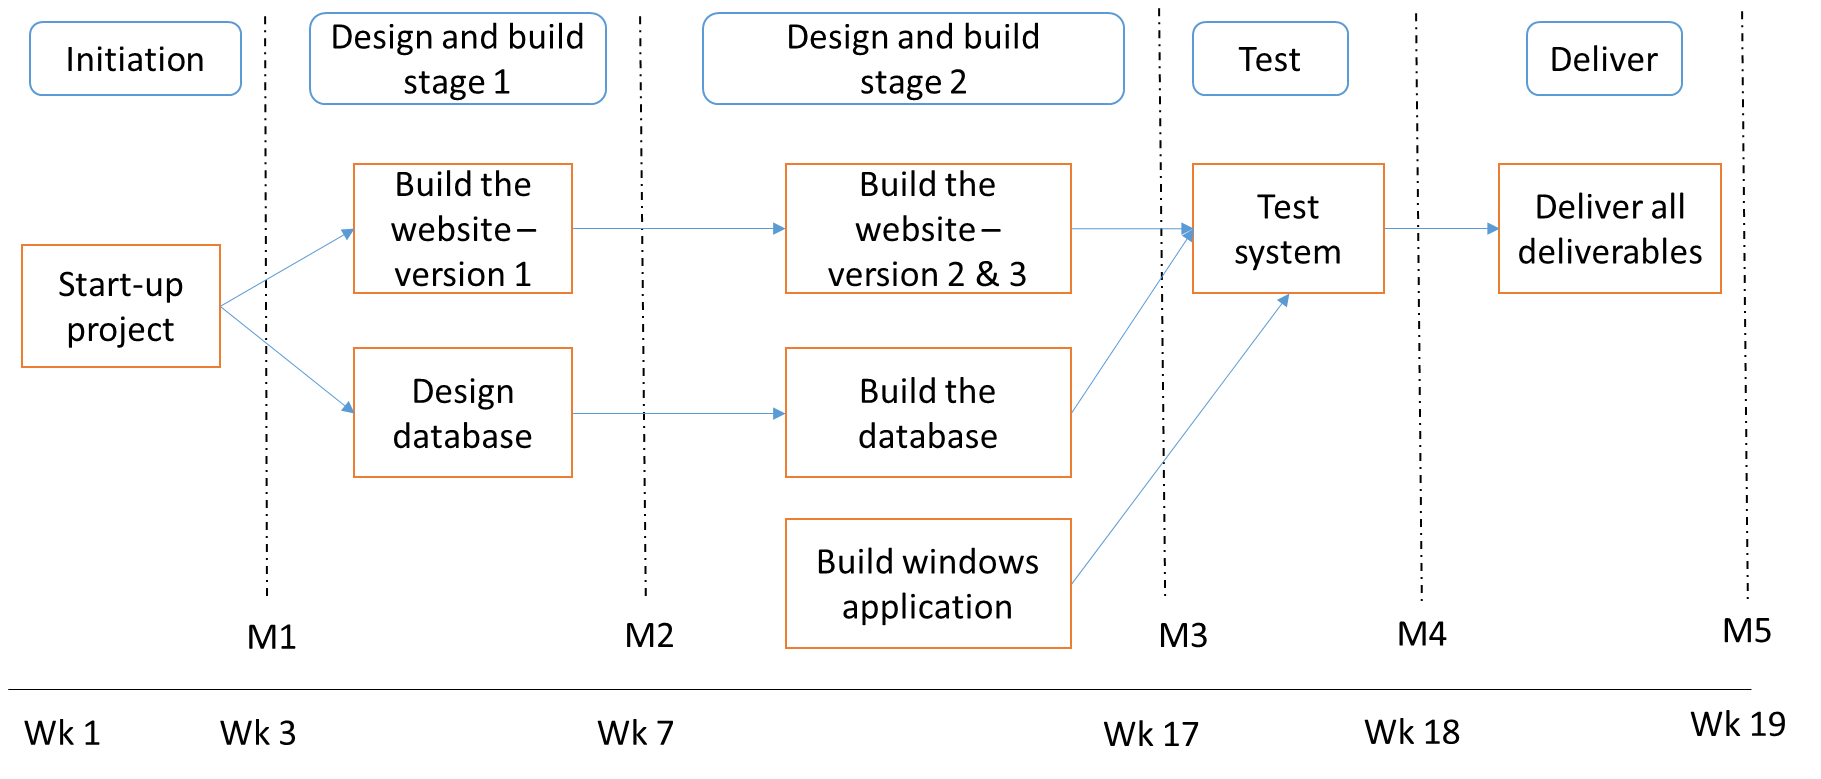 Initiation
Design and build
stage 1
Design and build
stage 2
Test
Deliver
Start-up
project
Build the
website –
version 1
Design
database
Build the
website –
version 2 & 3
Build the
database
Build windows
application
Test
system
Deliver all
deliverables
M1
M2
M3
M4
M5
Wk 1
Wk 3
Wk 7
Wk 17
Wk 18
Wk 19